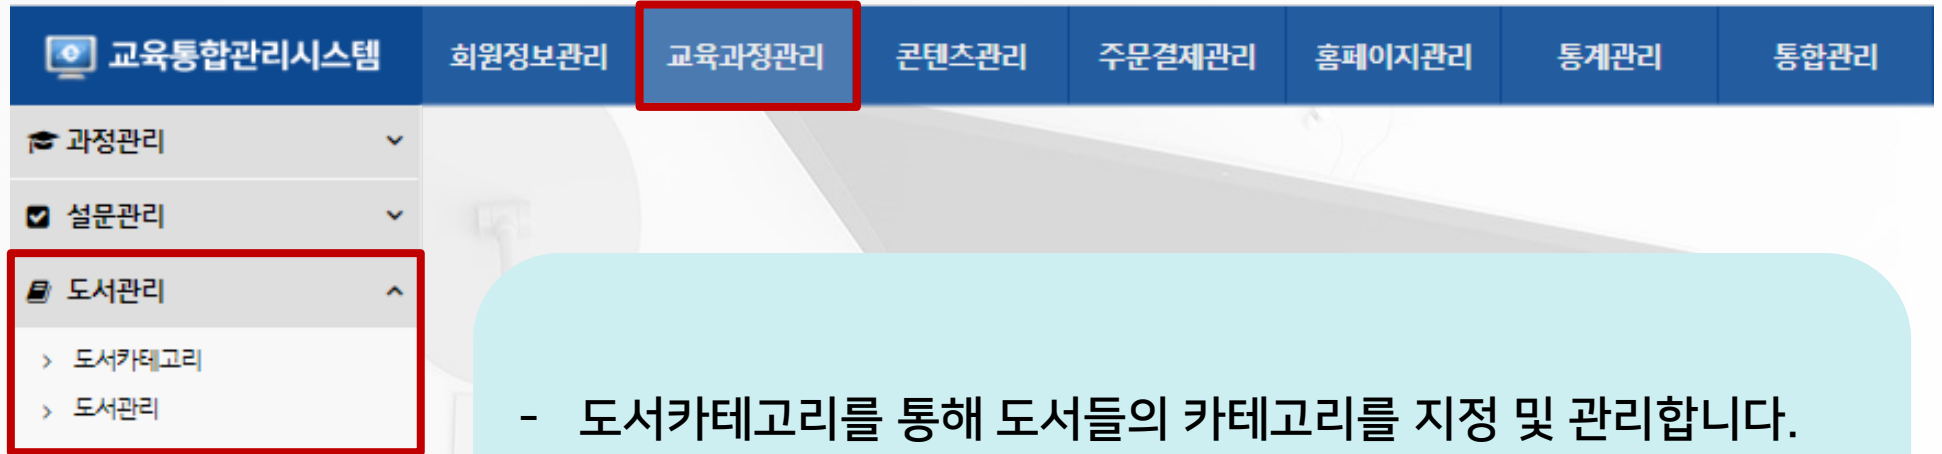 교육통합관리시스템 회원정보관리 교육과정관리 콘텐츠관리 주문결제관리 홈페이지관리 통계관리 통합관리
과정관리
설문관리
도서관리
> 도서카테고리
> 도서관리
- 도서카테고리를 통해 도서들의 카테고리를 지정 및 관리합니다.